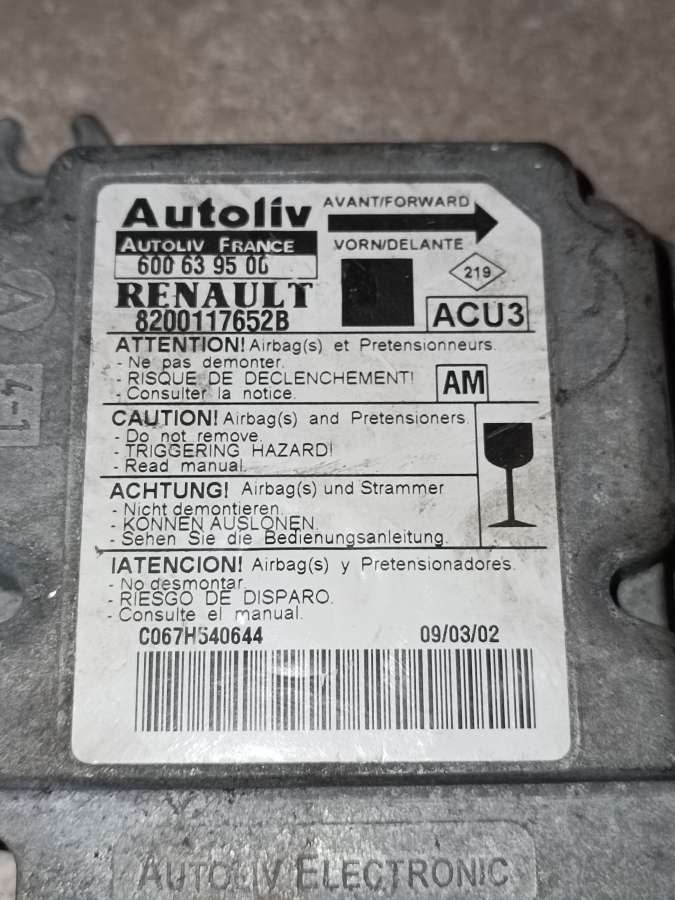 Autoliv
AVANT/FORWARD
AUTOLIV FRANCE
VORN/DELANTE
600 63 95 00
219
RENAULT
8200117652B
ACU3
ATTENTION! Airbag(s) et Pretensionneurs.
- Ne pas demonter.
- RISQUE DE DECLENCHEMENT!
- Consulter la notice.
AM
CAUTION! Airbag(s) and Pretensioners.
- Do not remove.
- TRIGGERING HAZARD!
- Read manual.
ACHTUNG! Airbag(s) und Strammer
- Nicht demontieren.
- KONNEN AUSLONEN.
- Sehen Sie die Bedienungsanleitung.
IATENCION! Airbag(s) y Pretensionadores.
- No desmontar
- RIESGO DE DISPARO.
- Consulte el manual.
C067H540644
09/03/02
AUTOLIV ELECTRONIC